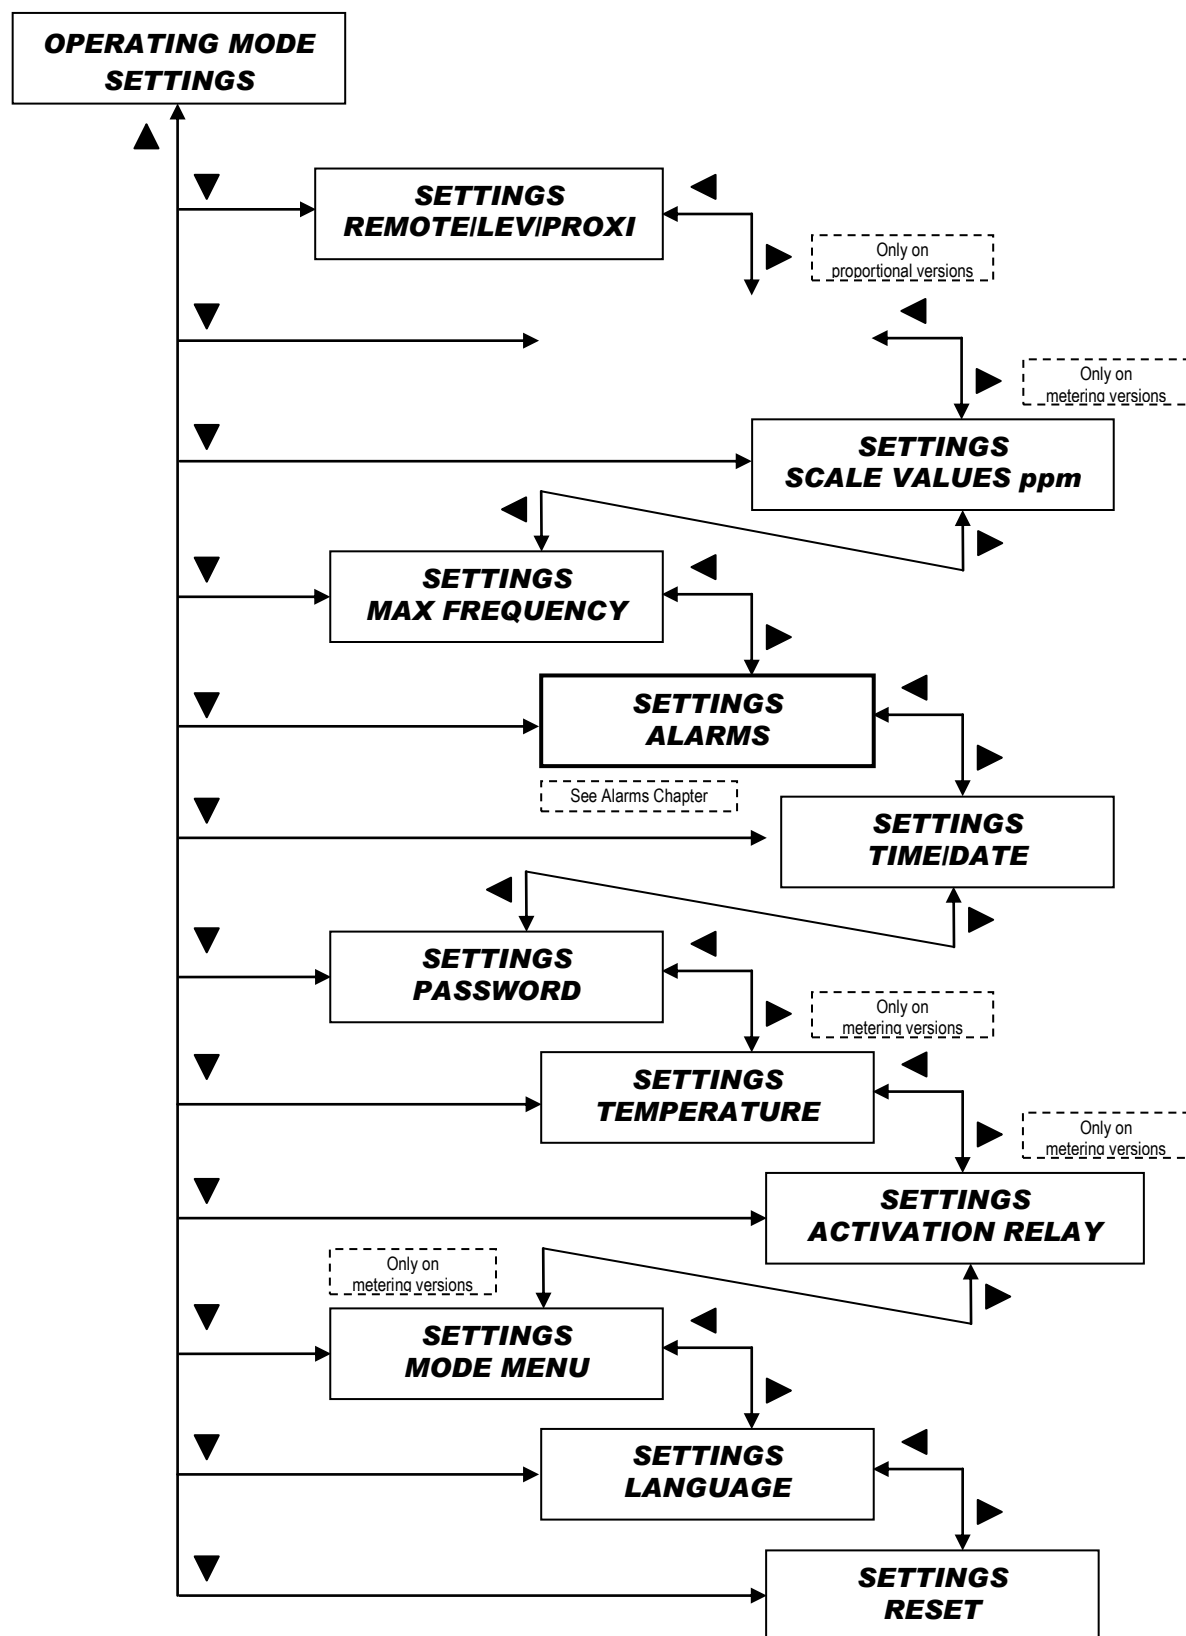 OPERATING MODE
SETTINGS
SETTINGS
REMOTE/LEV/PROXI
Only on
proportional versions
Only on
metering versions
SETTINGS
SCALE VALUES ppm
SETTINGS
MAX FREQUENCY
SETTINGS
ALARMS
See Alarms Chapter
SETTINGS
TIME/DATE
SETTINGS
PASSWORD
Only on
metering versions
SETTINGS
TEMPERATURE
Only on
metering versions
SETTINGS
ACTIVATION RELAY
Only on
metering versions
SETTINGS
MODE MENU
SETTINGS
LANGUAGE
SETTINGS
RESET